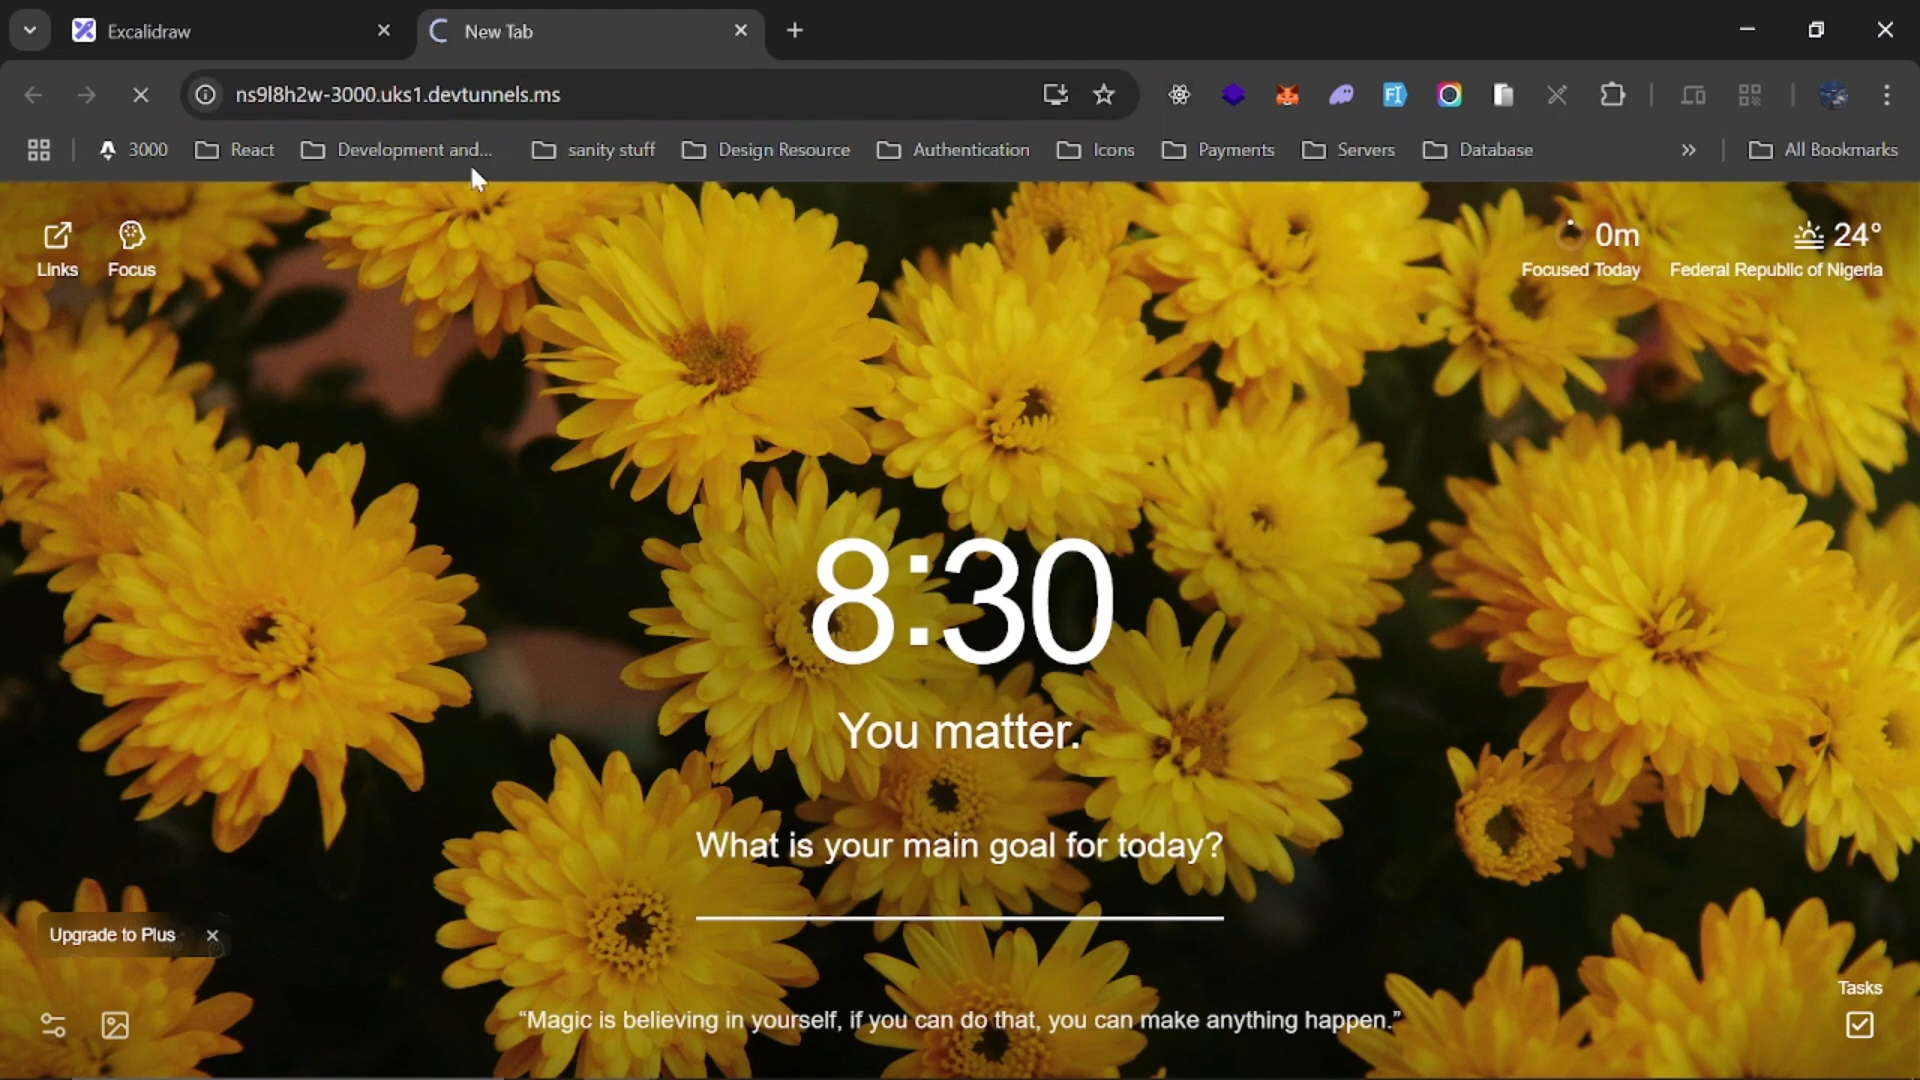 Excalidraw
New Tab
ns9l8h2w-3000.uks1.devtunnels.ms
3000
React
Development and...
sanity stuff
Design Resource
Authentication
Icons
Payments
Servers
Database
All Bookmarks
Links
Focus
0m
Focused Today
24°
Federal Republic of Nigeria
8:30
You matter.
What is your main goal for today?
Upgrade to Plus
“Magic is believing in yourself, if you can do that, you can make anything happen.”
Tasks